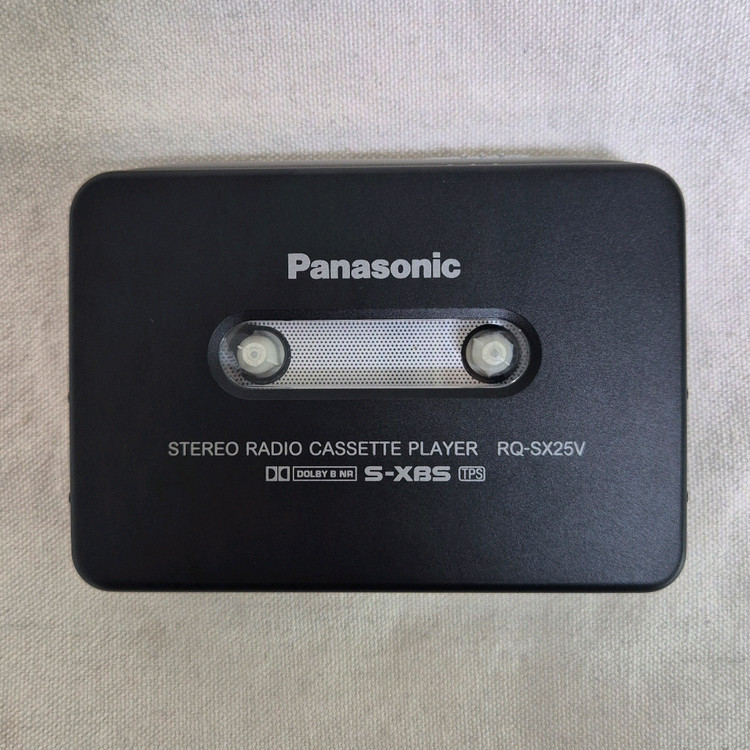 Panasonic
STEREO RADIO CASSETTE PLAYER RQ-SX25V
DOLBY B NR S-XBS TPS